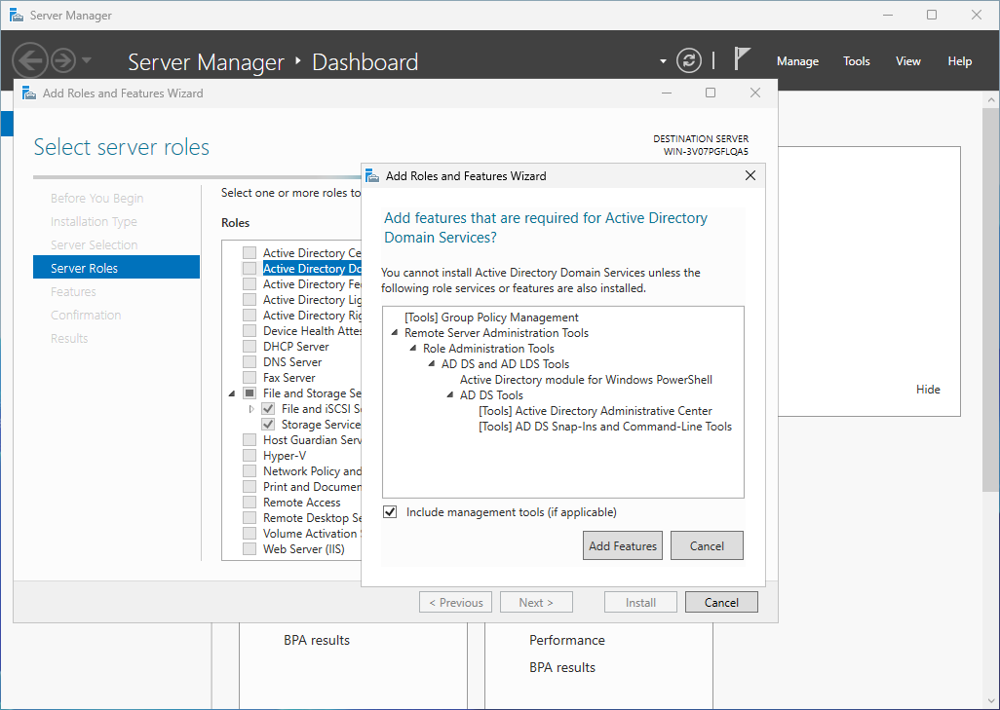 Server Manager
Server Manager • Dashboard
Manage Tools View Help
Add Roles and Features Wizard
Select server roles
DESTINATION SERVER
WIN-3V07PGFLQA5
Before You Begin
Installation Type
Server Selection
Server Roles
Features
Confirmation
Results
Select one or more roles to
Roles
Active Directory Ce
Active Directory Do
Active Directory Fe
Active Directory Lig
Active Directory Rig
Device Health Attes
DHCP Server
DNS Server
Fax Server
File and Storage Se
File and iSCSI S
Storage Service
Host Guardian Serv
Hyper-V
Network Policy and
Print and Documen
Remote Access
Remote Desktop Se
Volume Activation
Web Server (IIS)
Add Roles and Features Wizard
Add features that are required for Active Directory
Domain Services?
You cannot install Active Directory Domain Services unless the
following role services or features are also installed.
[Tools] Group Policy Management
Remote Server Administration Tools
Role Administration Tools
AD DS and AD LDS Tools
Active Directory module for Windows PowerShell
AD DS Tools
[Tools] Active Directory Administrative Center
[Tools] AD DS Snap-Ins and Command-Line Tools
Include management tools (if applicable)
Add Features Cancel
< Previous Next > Install Cancel
Hide
BPA results
Performance
BPA results